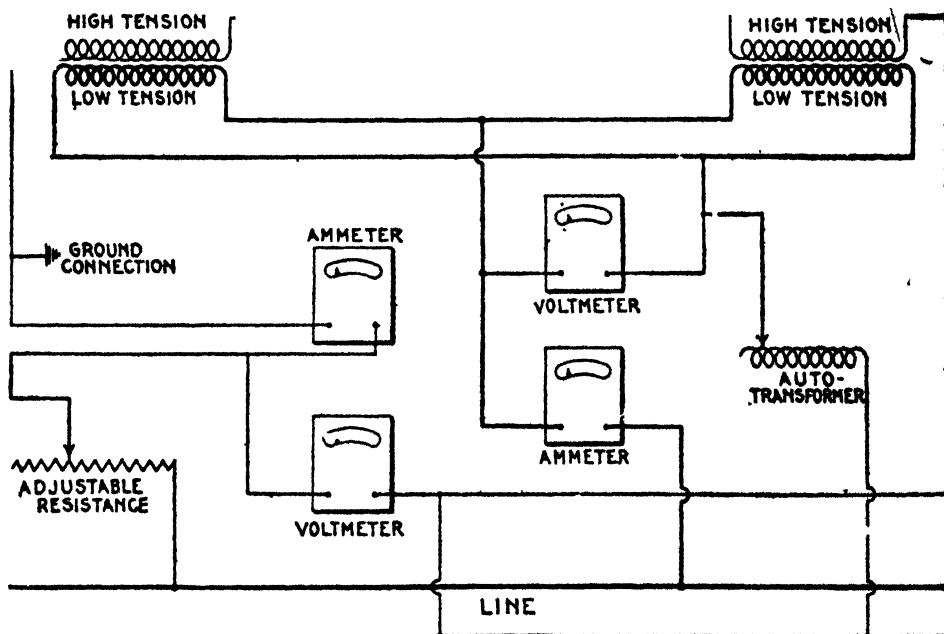 HIGH TENSION
LOW TENSION
HIGH TENSION
LOW TENSION
GROUND
CONNECTION
AMMETER
VOLTMETER
AUTO-
TRANSFORMER
AMMETER
ADJUSTABLE
RESISTANCE
VOLTMETER
LINE